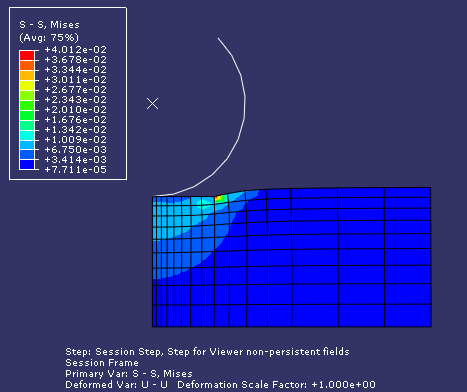 S - S, Mises
(Avg: 75%)
+4.012e-02
+3.678e-02
+3.344e-02
+3.011e-02
+2.677e-02
+2.343e-02
+2.010e-02
+1.676e-02
+1.342e-02
+1.009e-02
+6.750e-03
+3.414e-03
+7.711e-05
Step: Session Step, Step for Viewer non-persistent fields
Session Frame
Primary Var: S - S, Mises
Deformed Var: U - U Deformation Scale Factor: +1.000e+00